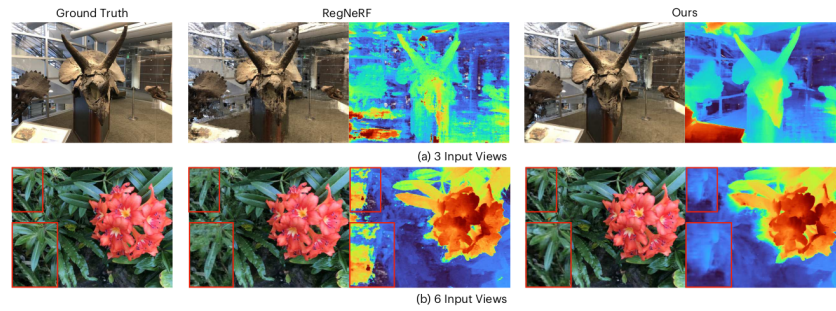 Ground Truth
RegNeRF
Ours
(a) 3 Input Views
(b) 6 Input Views